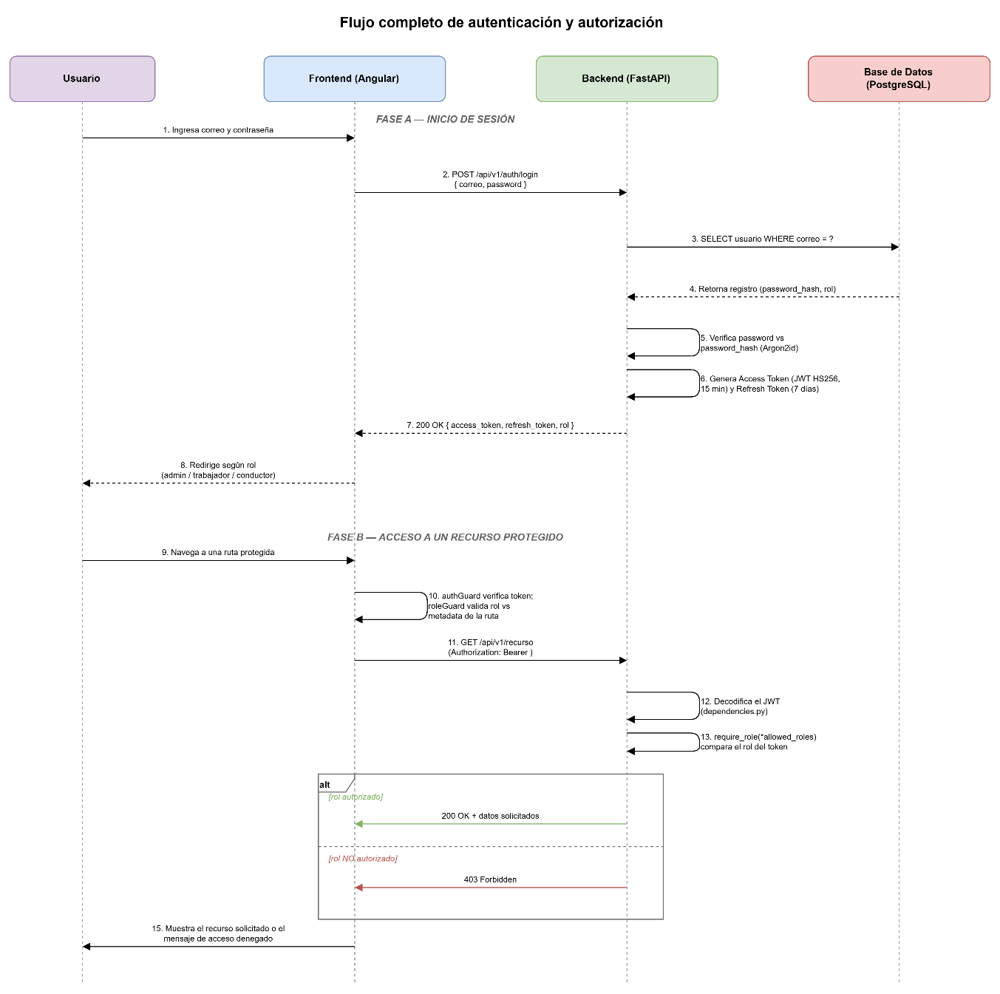 Flujo completo de autenticación y autorización
Usuario
Frontend (Angular)
Backend (FastAPI)
Base de Datos
(PostgreSQL)
FASE A — INICIO DE SESIÓN
1. Ingresa correo y contraseña
2. POST /api/v1/auth/login
{ correo, password }
3. SELECT usuario WHERE correo = ?
4. Retorna registro (password_hash, rol)
5. Verifica password vs
password_hash (Argon2id)
6. Genera Access Token (JWT HS256,
15 min) y Refresh Token (7 días)
7. 200 OK { access_token, refresh_token, rol }
8. Redirige según rol
(admin / trabajador / conductor)
FASE B — ACCESO A UN RECURSO PROTEGIDO
9. Navega a una ruta protegida
10. authGuard verifica token;
roleGuard valida rol vs
metadata de la ruta
11. GET /api/v1/recurso
(Authorization: Bearer )
12. Decodifica el JWT
(dependencies.py)
13. require_role(*allowed_roles)
compara el rol del token
alt
[rol autorizado]
200 OK + datos solicitados
[rol NO autorizado]
403 Forbidden
15. Muestra el recurso solicitado o el
mensaje de acceso denegado